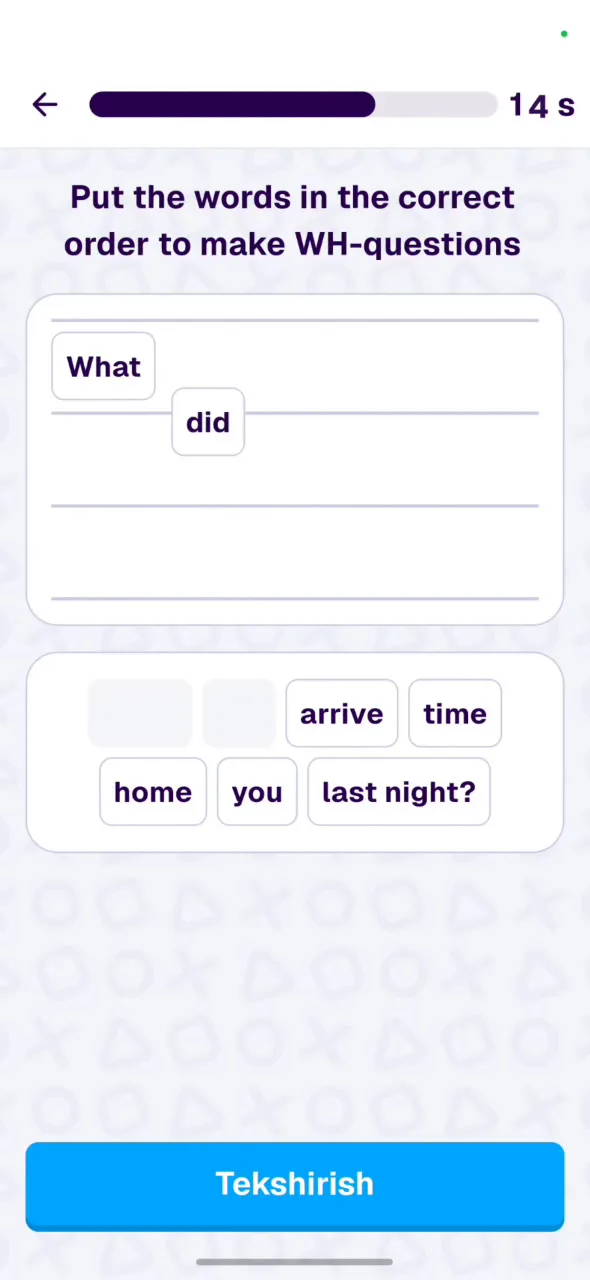 14 s
Put the words in the correct
order to make WH-questions
What
did
arrive time
home you last night?
Tekshirish